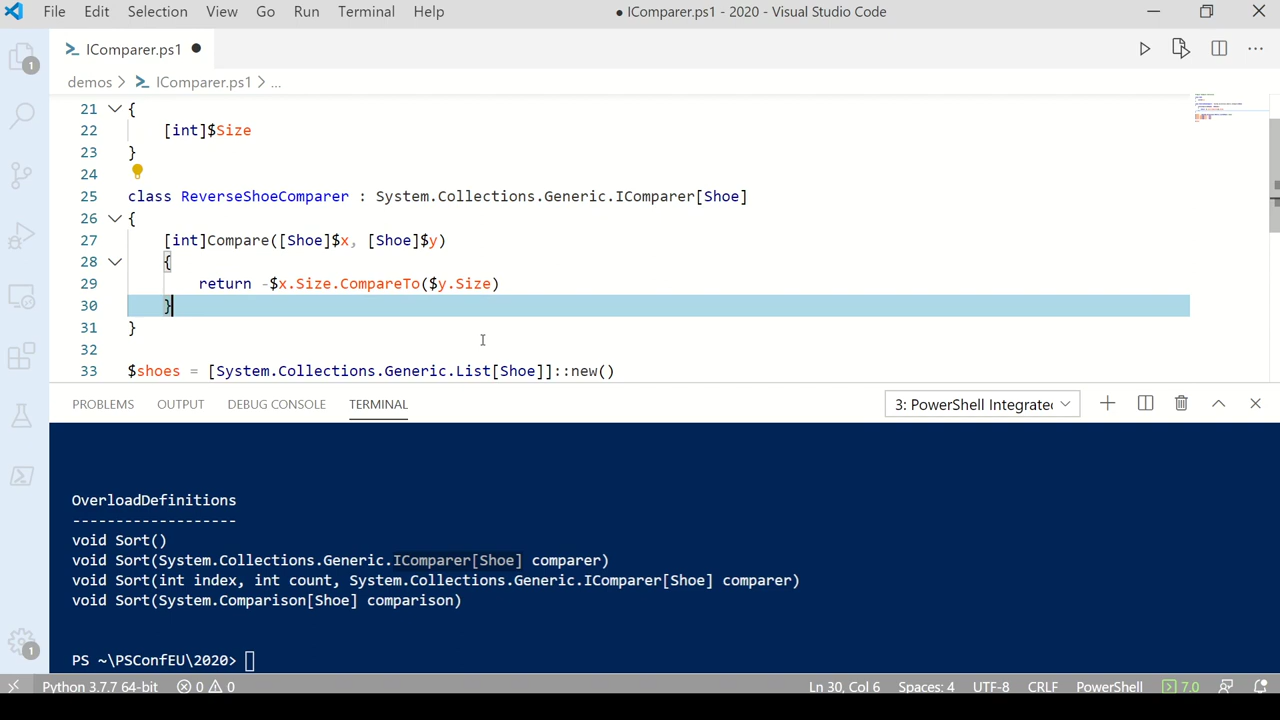 File Edit Selection View Go Run Terminal Help ● IComparer.ps1 - 2020 - Visual Studio Code
IComparer.ps1 ●
demos > IComparer.ps1 > ...
21 {
22 [int]$Size
23 }
24
25 class ReverseShoeComparer : System.Collections.Generic.IComparer[Shoe]
26 {
27 [int]Compare([Shoe]$x, [Shoe]$y)
28 {
29 return -$x.Size.CompareTo($y.Size)
30 }
31 }
32
33 $shoes = [System.Collections.Generic.List[Shoe]]::new()
PROBLEMS OUTPUT DEBUG CONSOLE TERMINAL 3: PowerShell Integrated
OverloadDefinitions
-------------------
void Sort()
void Sort(System.Collections.Generic.IComparer[Shoe] comparer)
void Sort(int index, int count, System.Collections.Generic.IComparer[Shoe] comparer)
void Sort(System.Comparison[Shoe] comparison)
PS ~\PSConfEU\2020>
Python 3.7.7 64-bit 0 0 Ln 30, Col 6 Spaces: 4 UTF-8 CRLF PowerShell 7.0
1
1